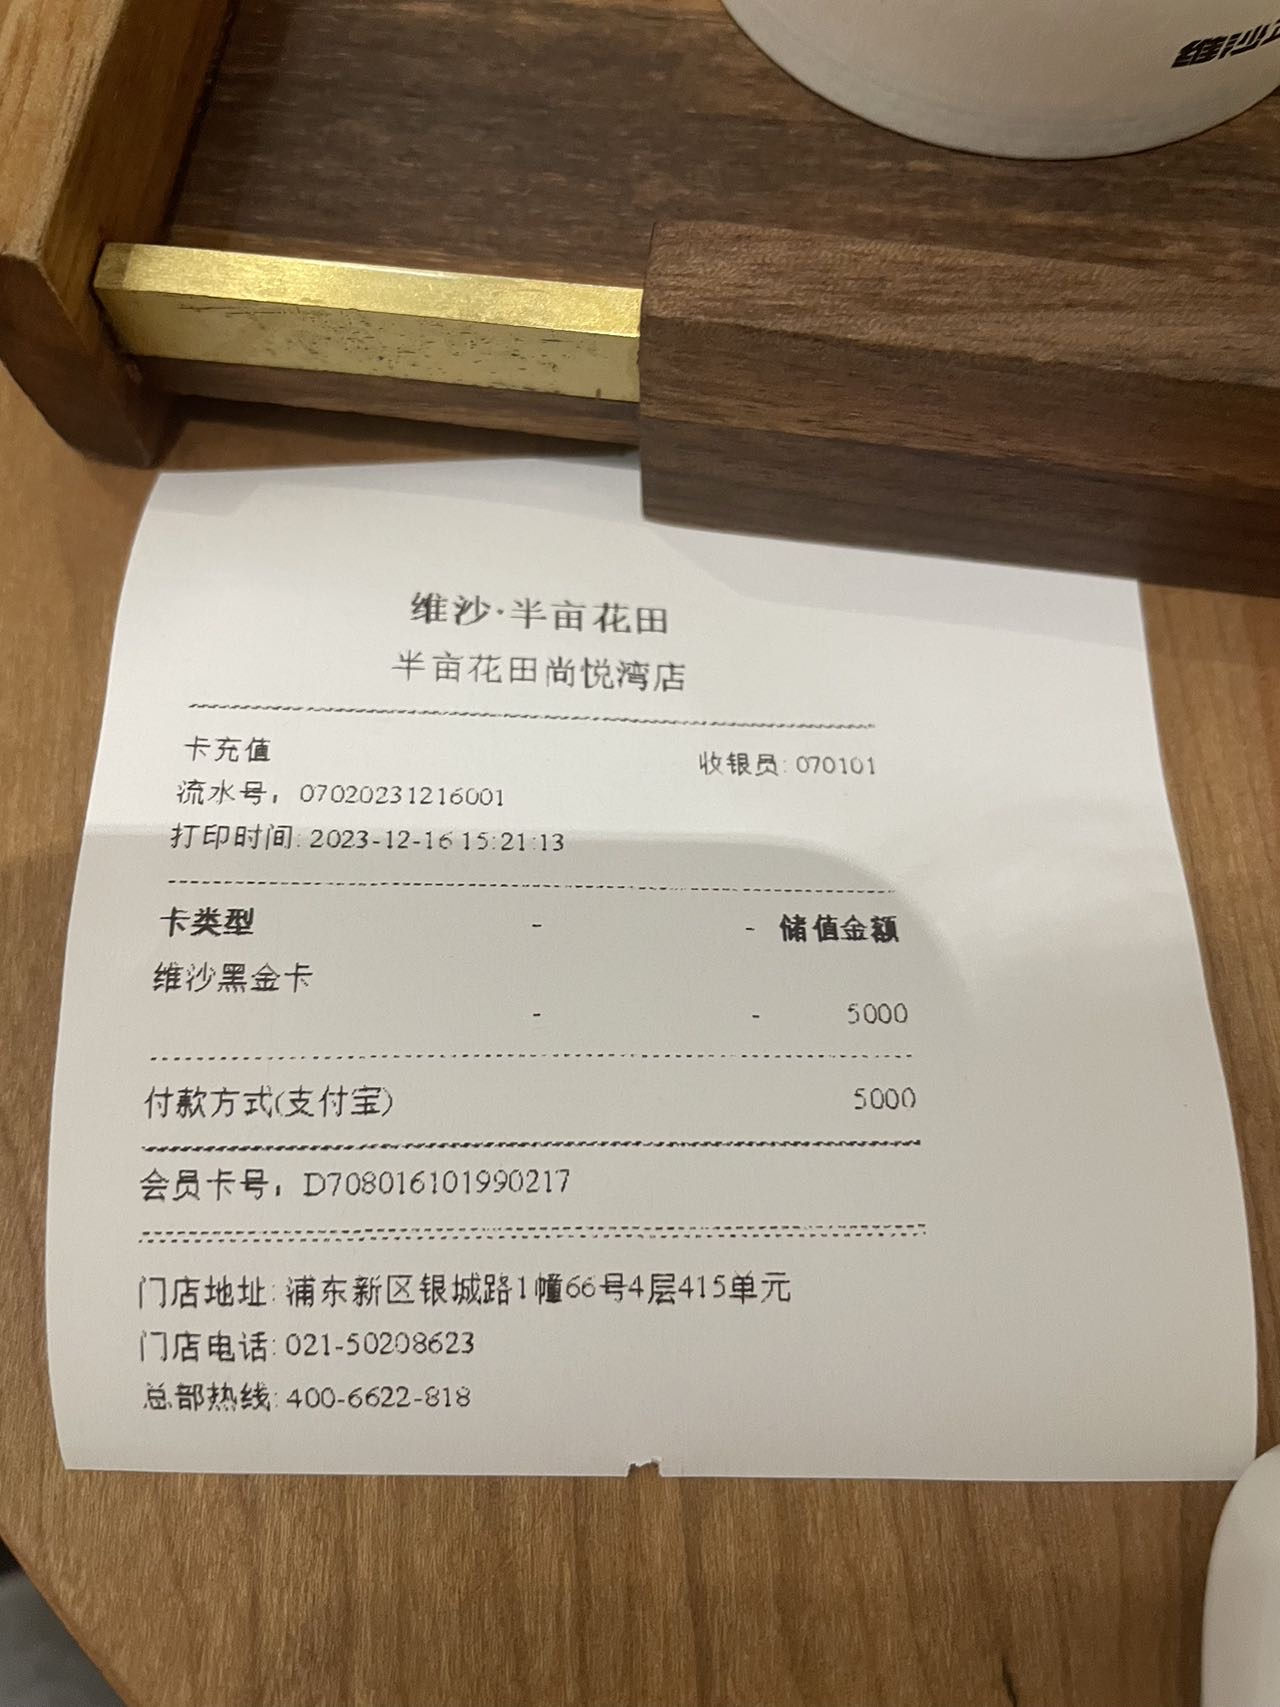 维沙
维沙·半亩花田
半亩花田尚悦湾店
卡充值 收银员: 070101
流水号: 07020231216001
打印时间: 2023-12-16 15:21:13
卡类型 - - 储值金额
维沙黑金卡
- - 5000
付款方式(支付宝) 5000
会员卡号: D708016101990217
门店地址: 浦东新区银城路1幢66号4层415单元
门店电话: 021-50208623
总部热线: 400-6622-818